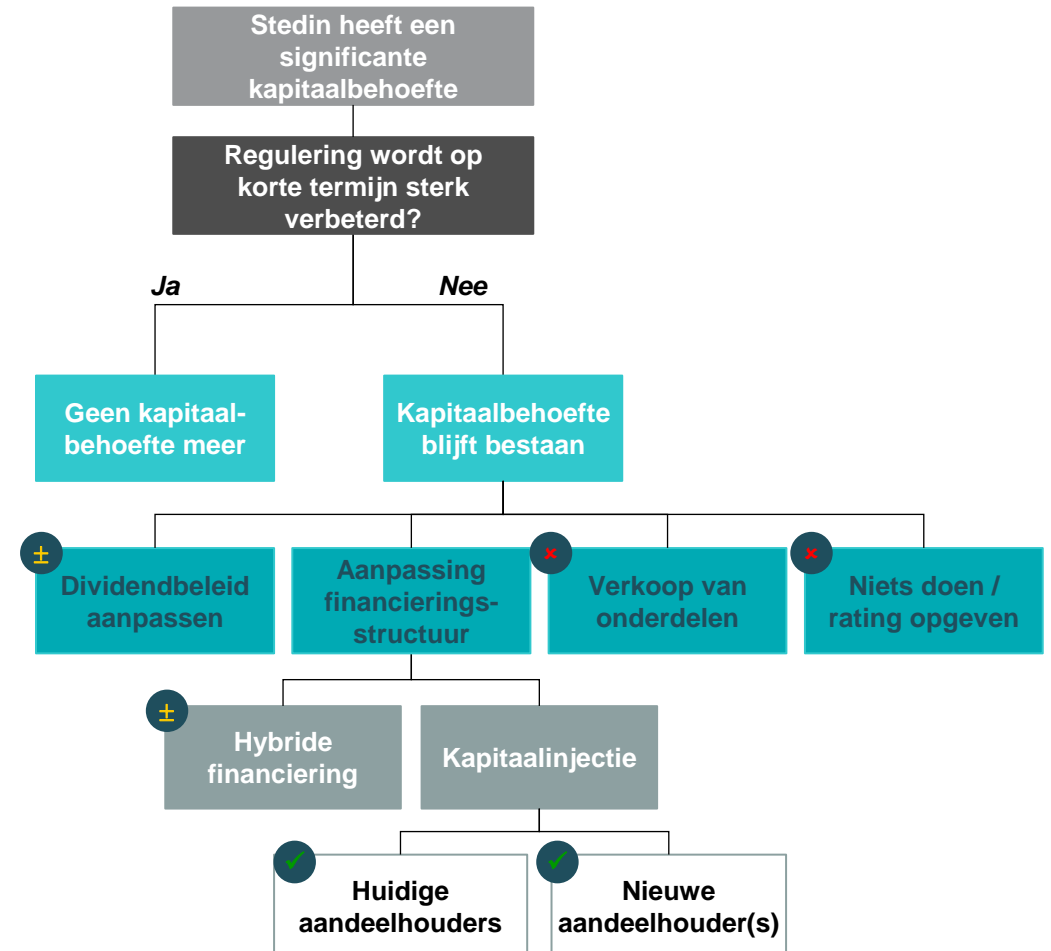 Stedin heeft een
significante
kapitaalbehoefte
Regulering wordt op
korte termijn sterk
verbeterd?
Ja
Nee
Geen kapitaal-
behoefte meer
Kapitaalbehoefte
blijft bestaan
±
Dividendbeleid
aanpassen
Aanpassing
financierings-
structuur
×
Verkoop van
onderdelen
×
Niets doen /
rating opgeven
±
Hybride
financiering
Kapitaalinjectie
✓
Huidige
aandeelhouders
✓
Nieuwe
aandeelhouder(s)